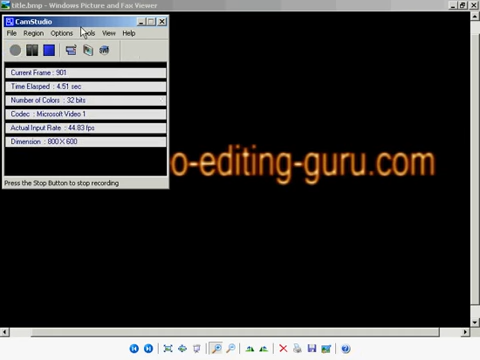 title.bmp - Windows Picture and Fax Viewer
CamStudio
File Region Options Tools View Help
Current Frame : 901
Time Elasped : 4.51 sec
Number of Colors : 32 bits
Codec : Microsoft Video 1
Actual Input Rate : 44.83 fps
Dimension : 800 X 600
Press the Stop Button to stop recording
o-editing-guru.com